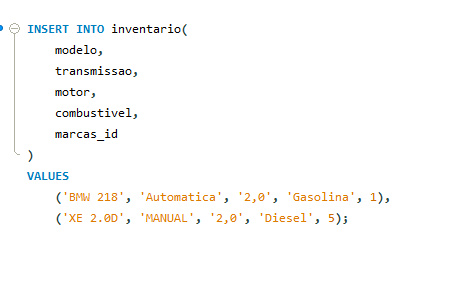 INSERT INTO inventario(
modelo,
transmissao,
motor,
combustivel,
marcas_id
)
VALUES
('BMW 218', 'Automatica', '2,0', 'Gasolina', 1),
('XE 2.0D', 'MANUAL', '2,0', 'Diesel', 5);